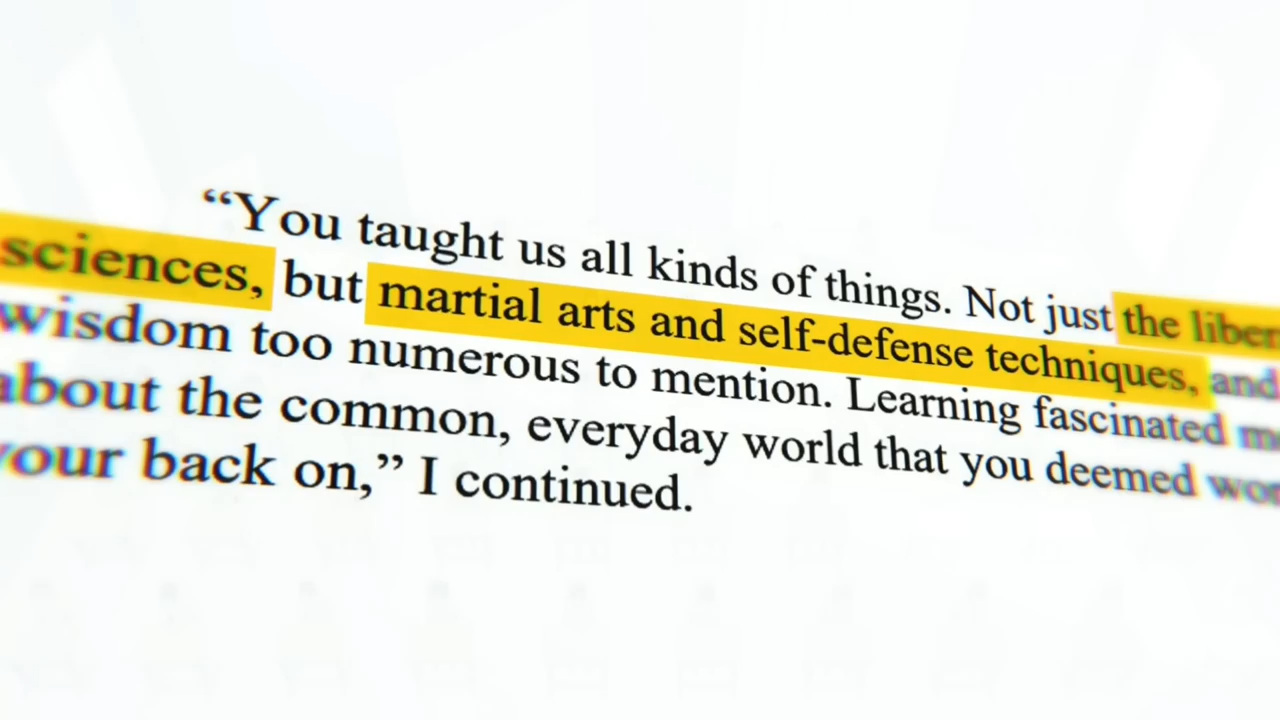 “You taught us all kinds of things. Not just the liber
sciences, but martial arts and self-defense techniques, and
wisdom too numerous to mention. Learning fascinated m
about the common, everyday world that you deemed wor
your back on,” I continued.